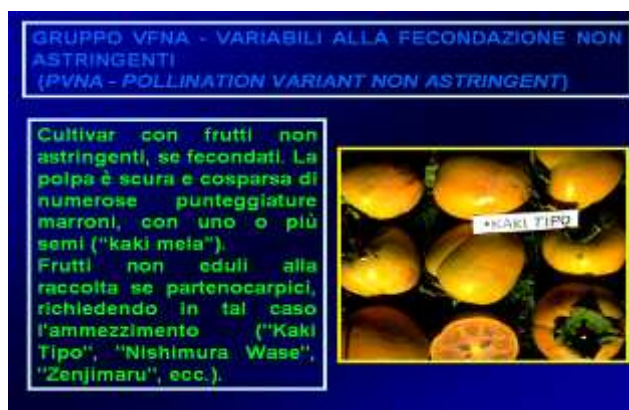 GRUPPO VFNA - VARIABILI ALLA FECONDAZIONE NON
ASTRINGENTI
(PVNA - POLLINATION VARIANT NON ASTRINGENT)
Cultivar con frutti non
astringenti, se fecondati. La
polpa è scura e cosparsa di
numerose punteggiature
marroni, con uno o più
semi ("kaki mela").
Frutti non eduli alla
raccolta se partenocarpici,
richiedendo in tal caso
l'ammezzimento ("Kaki
Tipo", "Nishimura Wase",
"Zenjimaru", ecc.).
•KAKI TIPO